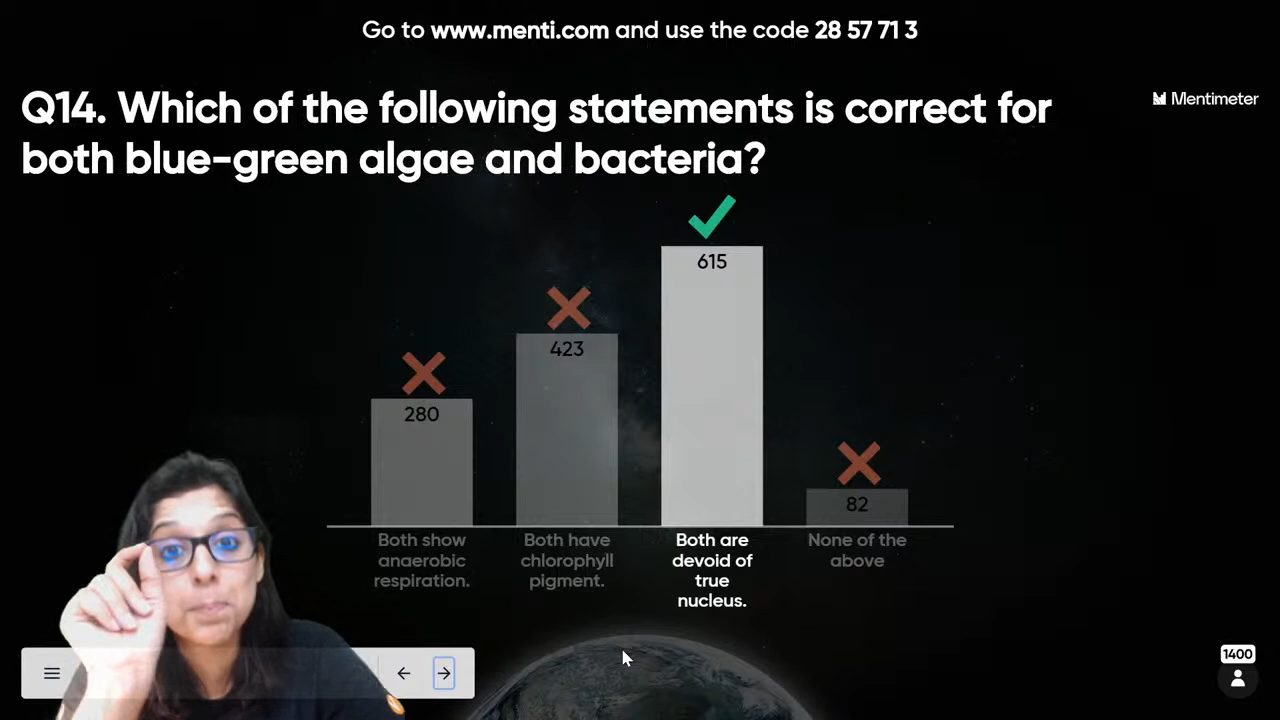 Go to www.menti.com and use the code 28 57 71 3
Q14. Which of the following statements is correct for
both blue-green algae and bacteria?
Mentimeter
615
423
280
82
Both show
anaerobic
respiration.
Both have
chlorophyll
pigment.
Both are
devoid of
true
nucleus.
None of the
above
1400